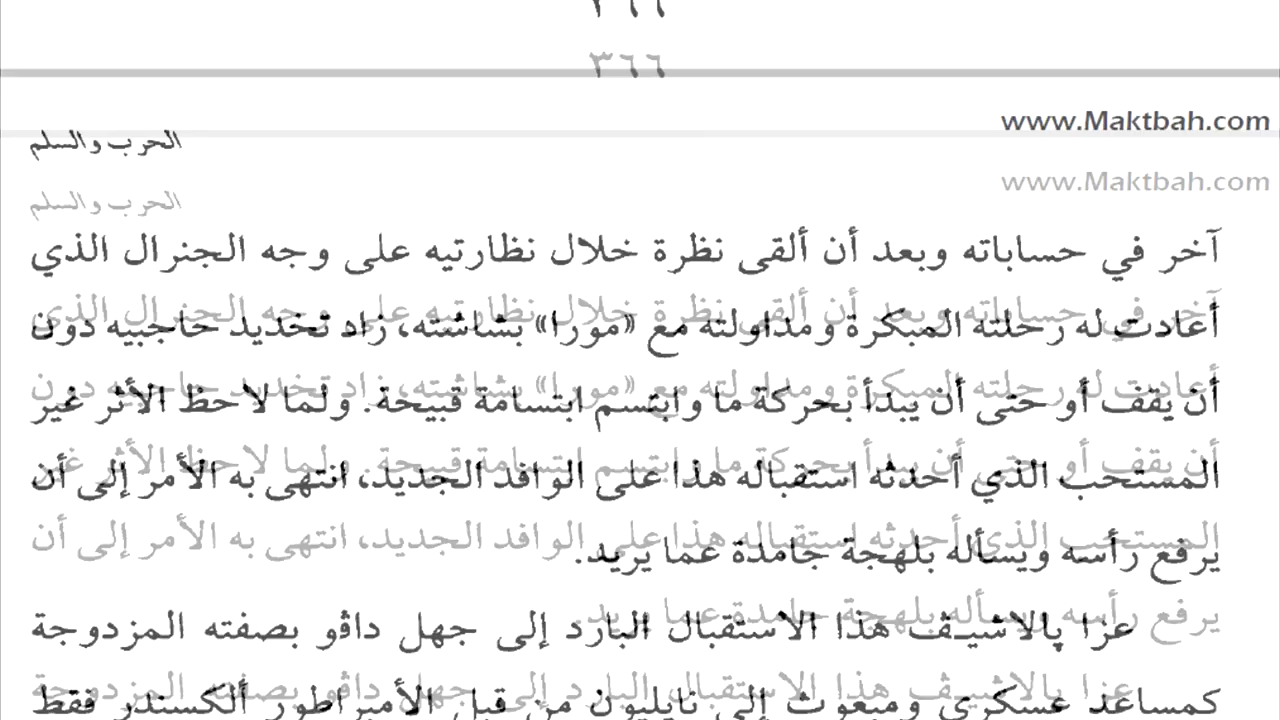 ٣٦٦
www.Maktbah.com
الحرب والسلم
آخر في حساباته وبعد أن ألقى نظرة خلال نظارتيه على وجه الجنرال الذي
أعادت له رحلته المبكرة ومداولته مع «مورا» بشاشته، زاد تخديد حاجبيه دون
أن يقف أو حتى أن يبدأ بحركة ما وابتسم ابتسامة قبيحة. ولما لاحظ الأثر غير
المستحب الذي أحدثه استقباله هذا على الوافد الجديد، انتهى به الأمر إلى أن
يرفع رأسه ويسأله بلهجة جامدة عما يريد.
عزا بالاشيـڤ هذا الاستقبال البارد إلى جهل داڤو بصفته المزدوجة
كمساعد عسكري ومبعوث إلى نابليون من قبل الأمبراطور ألكسندر فقط